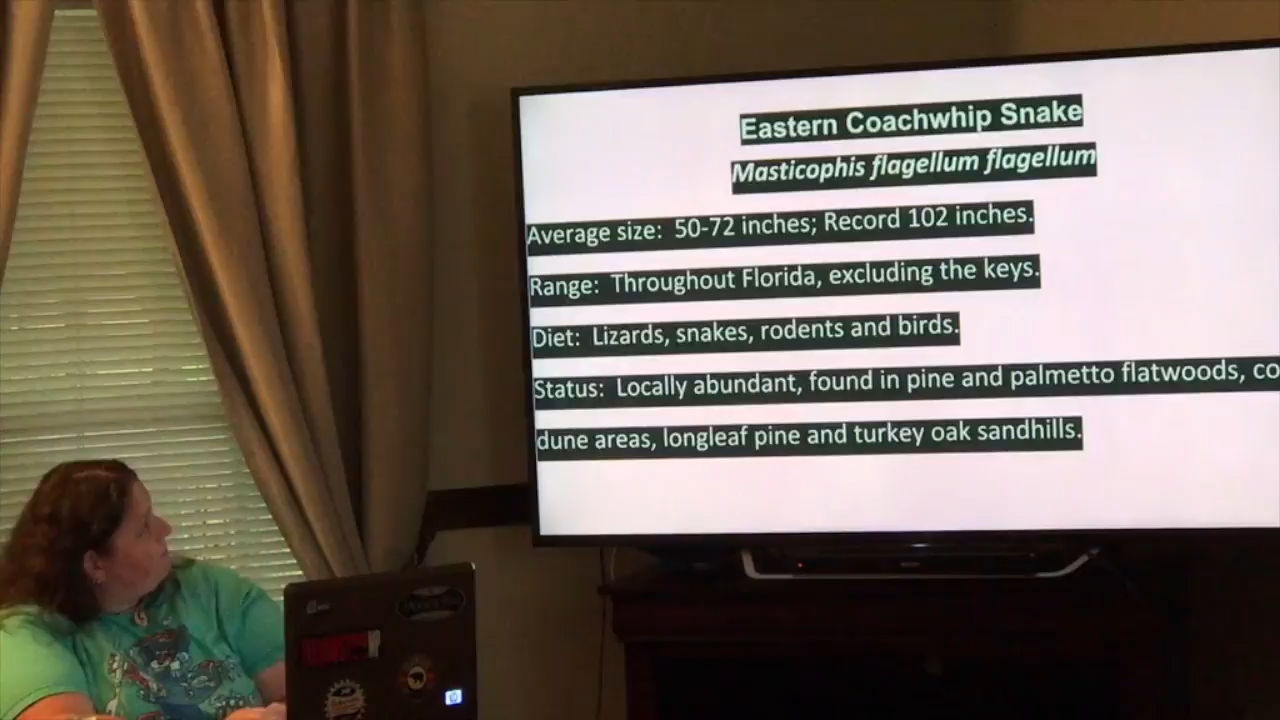 Eastern Coachwhip Snake
Masticophis flagellum flagellum
Average size: 50-72 inches; Record 102 inches.
Range: Throughout Florida, excluding the keys.
Diet: Lizards, snakes, rodents and birds.
Status: Locally abundant, found in pine and palmetto flatwoods, co
dune areas, longleaf pine and turkey oak sandhills.
hp